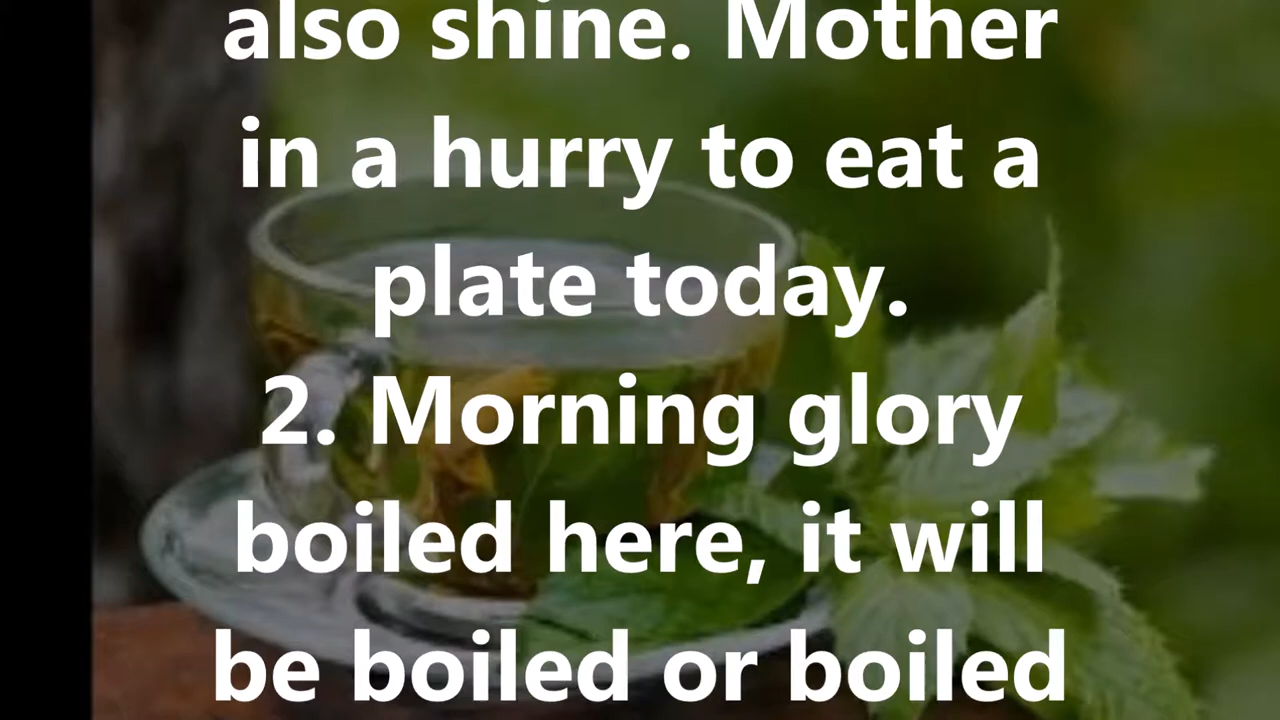 also shine. Mother
in a hurry to eat a
plate today.
2. Morning glory
boiled here, it will
be boiled or boiled